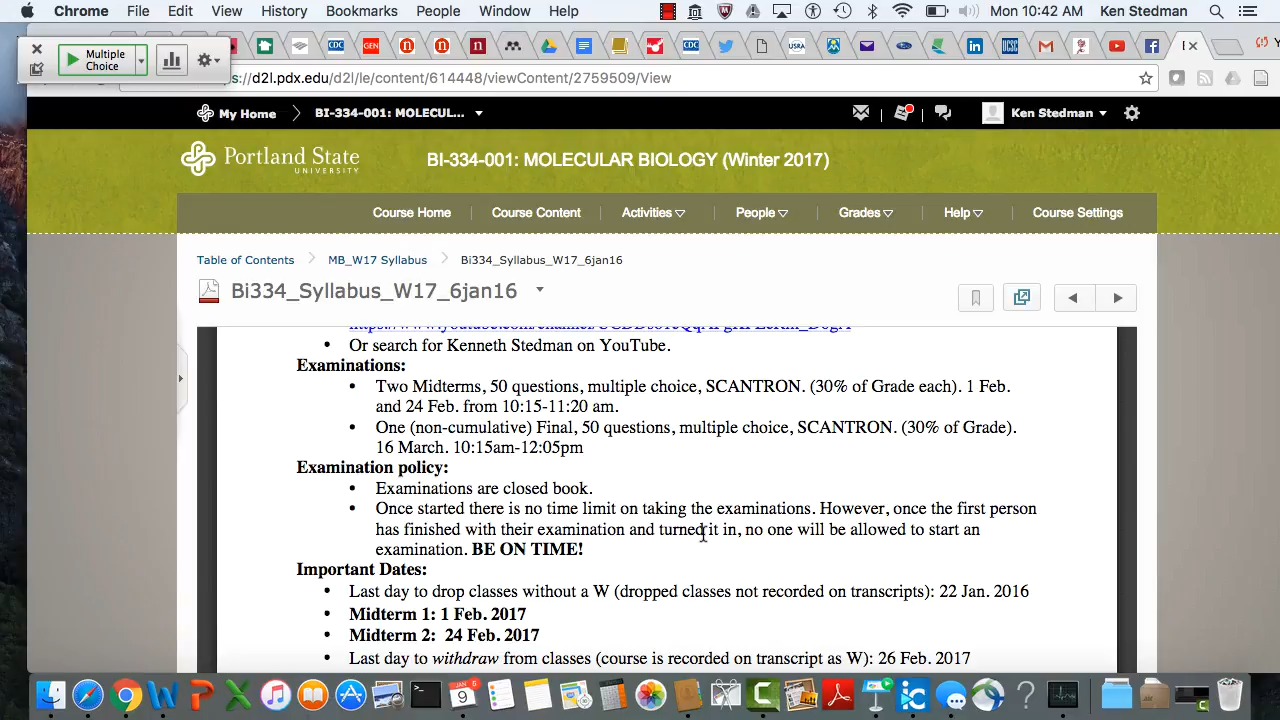 Chrome File Edit View History Bookmarks People Window Help Mon 10:42 AM Ken Stedman
Multiple
Choice
://d2l.pdx.edu/d2l/le/content/614448/viewContent/2759509/View
My Home BI-334-001: MOLECUL...
Ken Stedman
Portland State
UNIVERSITY
BI-334-001: MOLECULAR BIOLOGY (Winter 2017)
Course Home Course Content Activities People Grades Help Course Settings
Table of Contents MB_W17 Syllabus Bi334_Syllabus_W17_6jan16
Bi334_Syllabus_W17_6jan16
• Or search for Kenneth Stedman on YouTube.
Examinations:
• Two Midterms, 50 questions, multiple choice, SCANTRON. (30% of Grade each). 1 Feb.
and 24 Feb. from 10:15-11:20 am.
• One (non-cumulative) Final, 50 questions, multiple choice, SCANTRON. (30% of Grade).
16 March. 10:15am-12:05pm
Examination policy:
• Examinations are closed book.
• Once started there is no time limit on taking the examinations. However, once the first person
has finished with their examination and turned it in, no one will be allowed to start an
examination. BE ON TIME!
Important Dates:
• Last day to drop classes without a W (dropped classes not recorded on transcripts): 22 Jan. 2016
• Midterm 1: 1 Feb. 2017
• Midterm 2: 24 Feb. 2017
• Last day to withdraw from classes (course is recorded on transcript as W): 26 Feb. 2017